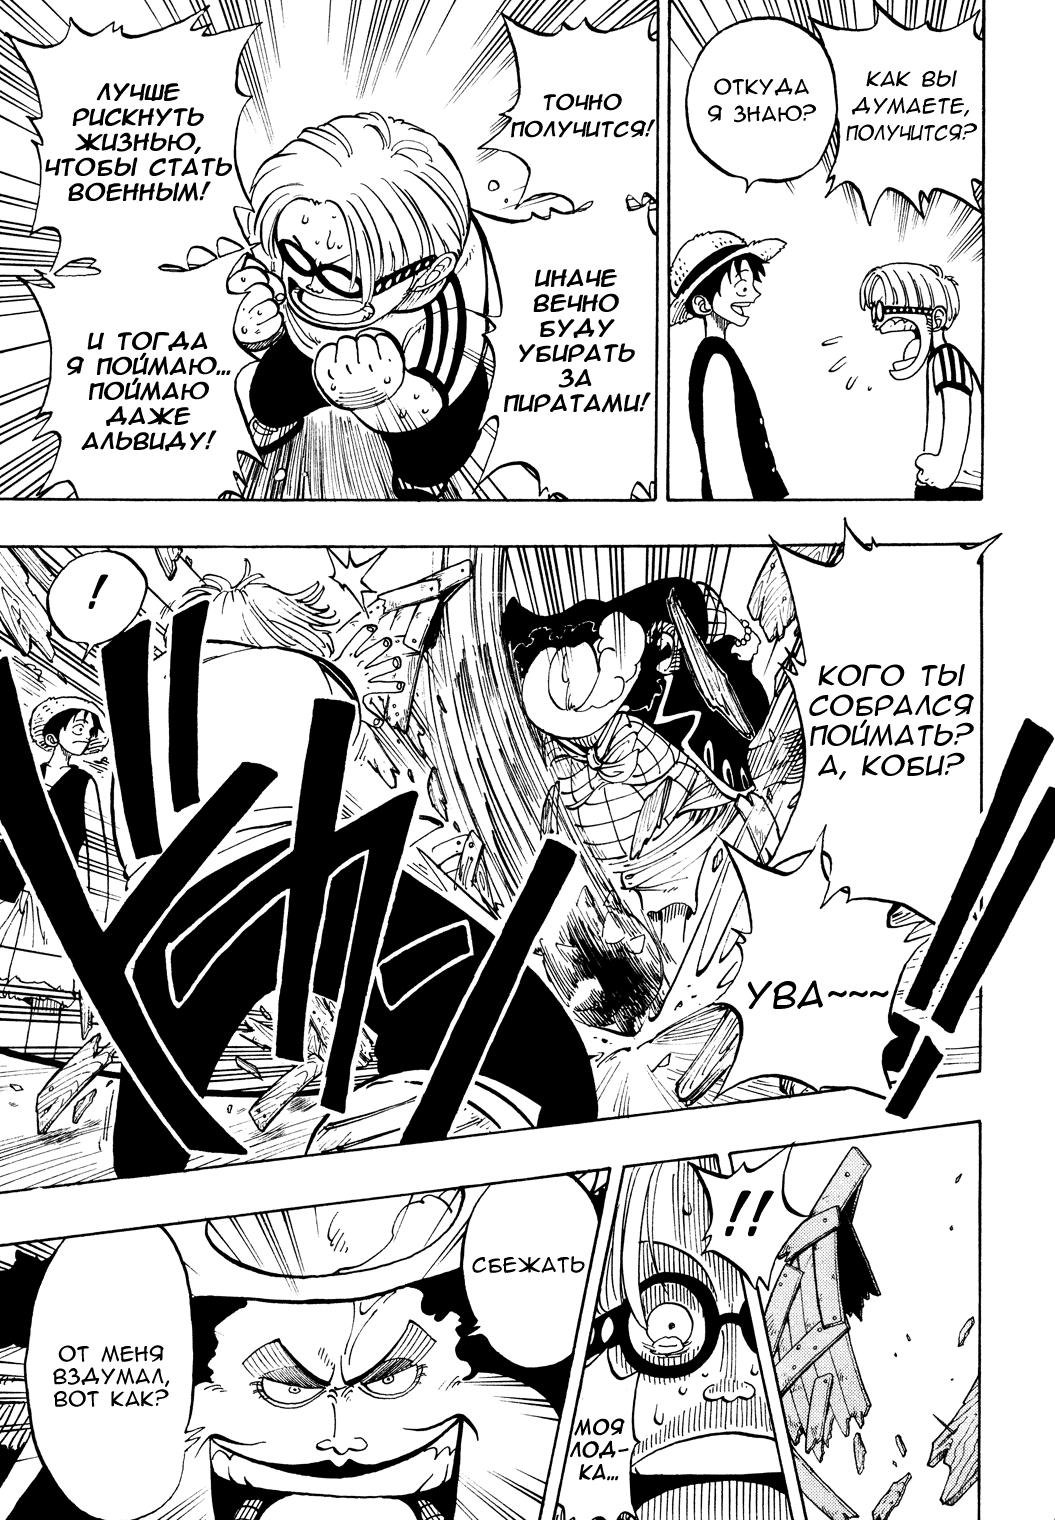 КАК ВЫ
ДУМАЕТЕ,
ПОЛУЧИТСЯ?
ОТКУДА
Я ЗНАЮ?
ТОЧНО
ПОЛУЧИТСЯ!
ИНАЧЕ
ВЕЧНО
БУДУ
УБИРАТЬ
ЗА
ПИРАТАМИ!
ЛУЧШЕ
РИСКНУТЬ
ЖИЗНЬЮ,
ЧТОБЫ СТАТЬ
ВОЕННЫМ!
И ТОГДА
Я ПОЙМАЮ...
ПОЙМАЮ
ДАЖЕ
АЛЬВИДУ!
КОГО ТЫ
СОБРАЛСЯ
ПОЙМАТЬ?
А, КОБИ?
УВА~~~
!
!!
МОЯ
ЛОД-
КА...
СБЕЖАТЬ
ОТ МЕНЯ
ВЗДУМАЛ,
ВОТ КАК?